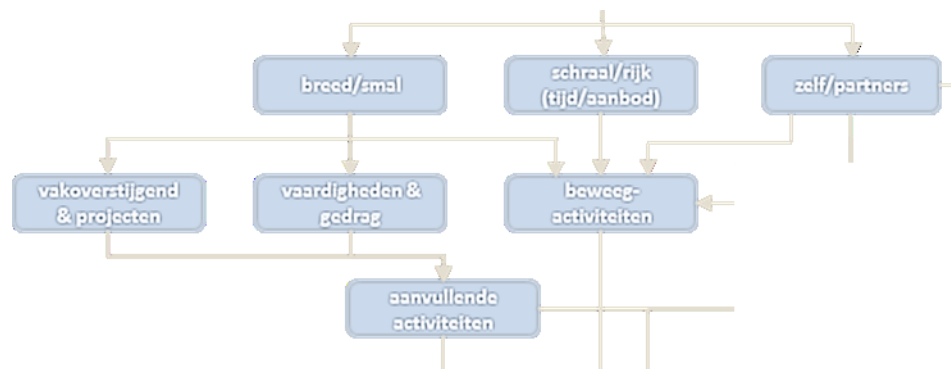 breed/smal
schraal/rijk
(tijd/aanbod)
zelf/partners
vakoverstijgend
& projecten
vaardigheden &
gedrag
beweeg-
activiteiten
aanvullende
activiteiten